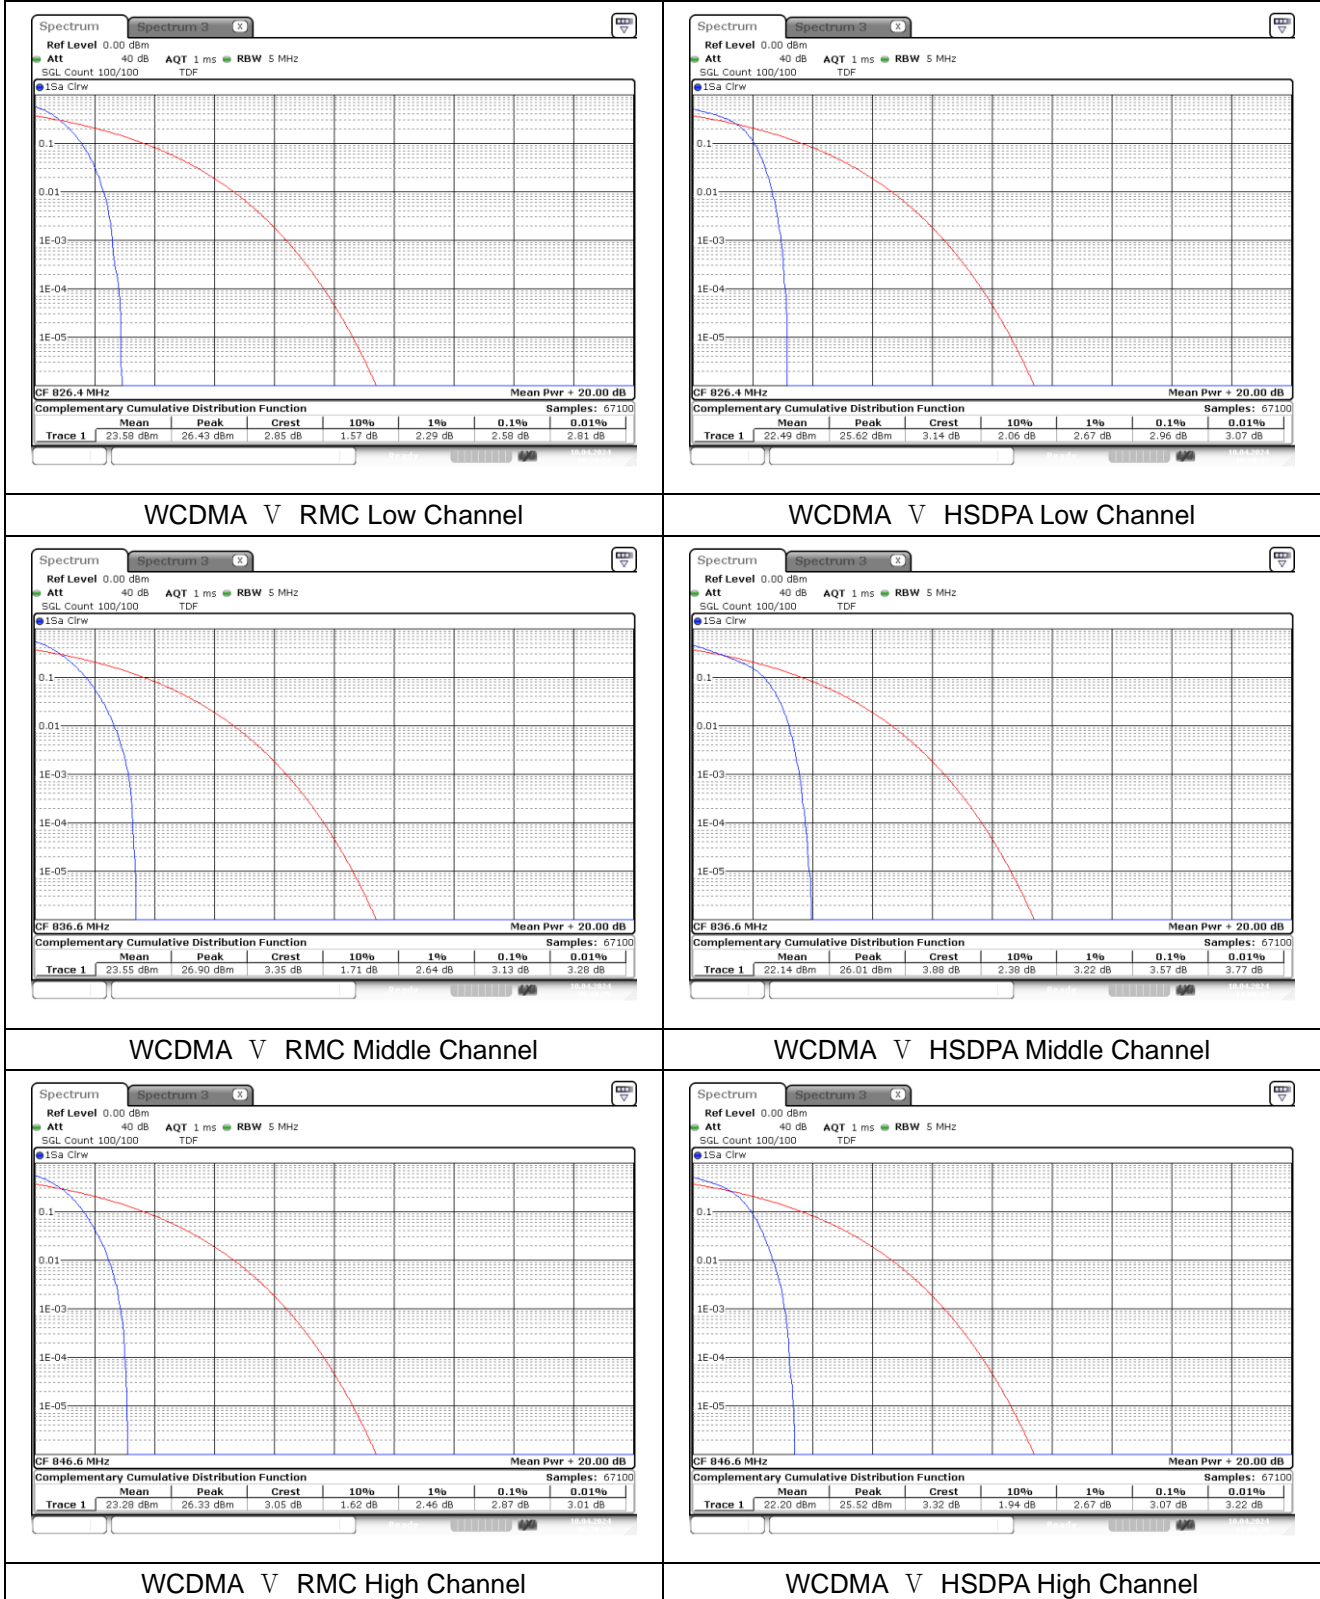 Spectrum Spectrum 3 X
Ref Level 0.00 dBm
Att 40 dB AQT 1 ms RBW 5 MHz
SGL Count 100/100 TDF
1Sa Clrw
0.1
0.01
1E-03
1E-04
1E-05
CF 826.4 MHz Mean Pwr + 20.00 dB
Complementary Cumulative Distribution Function Samples: 67100
Mean Peak Crest 10% 1% 0.1% 0.01%
Trace 1 23.58 dBm 26.43 dBm 2.85 dB 1.57 dB 2.29 dB 2.58 dB 2.81 dB
Ready 10.04.2024
WCDMA Ⅴ RMC Low Channel
Spectrum Spectrum 3 X
Ref Level 0.00 dBm
Att 40 dB AQT 1 ms RBW 5 MHz
SGL Count 100/100 TDF
1Sa Clrw
0.1
0.01
1E-03
1E-04
1E-05
CF 826.4 MHz Mean Pwr + 20.00 dB
Complementary Cumulative Distribution Function Samples: 67100
Mean Peak Crest 10% 1% 0.1% 0.01%
Trace 1 22.49 dBm 25.62 dBm 3.14 dB 2.06 dB 2.67 dB 2.96 dB 3.07 dB
Ready 10.04.2024
WCDMA Ⅴ HSDPA Low Channel
Spectrum Spectrum 3 X
Ref Level 0.00 dBm
Att 40 dB AQT 1 ms RBW 5 MHz
SGL Count 100/100 TDF
1Sa Clrw
0.1
0.01
1E-03
1E-04
1E-05
CF 836.6 MHz Mean Pwr + 20.00 dB
Complementary Cumulative Distribution Function Samples: 67100
Mean Peak Crest 10% 1% 0.1% 0.01%
Trace 1 23.55 dBm 26.90 dBm 3.35 dB 1.71 dB 2.64 dB 3.13 dB 3.28 dB
Ready 10.04.2024
WCDMA Ⅴ RMC Middle Channel
Spectrum Spectrum 3 X
Ref Level 0.00 dBm
Att 40 dB AQT 1 ms RBW 5 MHz
SGL Count 100/100 TDF
1Sa Clrw
0.1
0.01
1E-03
1E-04
1E-05
CF 836.6 MHz Mean Pwr + 20.00 dB
Complementary Cumulative Distribution Function Samples: 67100
Mean Peak Crest 10% 1% 0.1% 0.01%
Trace 1 22.14 dBm 26.01 dBm 3.88 dB 2.38 dB 3.22 dB 3.57 dB 3.77 dB
Ready 10.04.2024
WCDMA Ⅴ HSDPA Middle Channel
Spectrum Spectrum 3 X
Ref Level 0.00 dBm
Att 40 dB AQT 1 ms RBW 5 MHz
SGL Count 100/100 TDF
1Sa Clrw
0.1
0.01
1E-03
1E-04
1E-05
CF 846.6 MHz Mean Pwr + 20.00 dB
Complementary Cumulative Distribution Function Samples: 67100
Mean Peak Crest 10% 1% 0.1% 0.01%
Trace 1 23.28 dBm 26.33 dBm 3.05 dB 1.62 dB 2.46 dB 2.87 dB 3.01 dB
Ready 10.04.2024
WCDMA Ⅴ RMC High Channel
Spectrum Spectrum 3 X
Ref Level 0.00 dBm
Att 40 dB AQT 1 ms RBW 5 MHz
SGL Count 100/100 TDF
1Sa Clrw
0.1
0.01
1E-03
1E-04
1E-05
CF 846.6 MHz Mean Pwr + 20.00 dB
Complementary Cumulative Distribution Function Samples: 67100
Mean Peak Crest 10% 1% 0.1% 0.01%
Trace 1 22.20 dBm 25.52 dBm 3.32 dB 1.94 dB 2.67 dB 3.07 dB 3.22 dB
Ready 10.04.2024
WCDMA Ⅴ HSDPA High Channel